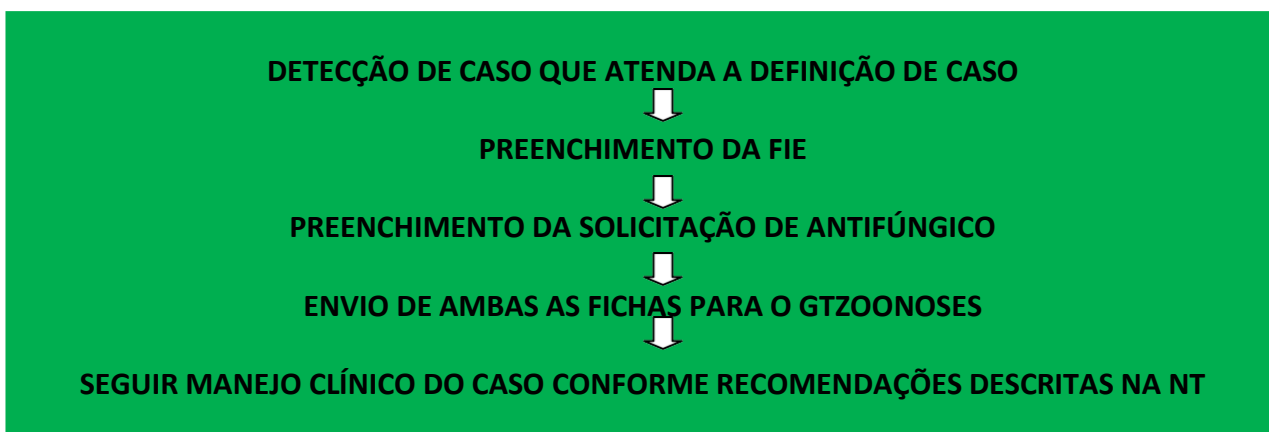 DETECÇÃO DE CASO QUE ATENDA A DEFINIÇÃO DE CASO
PREENCHIMENTO DA FIE
PREENCHIMENTO DA SOLICITAÇÃO DE ANTIFÚNGICO
ENVIO DE AMBAS AS FICHAS PARA O GTZOONOSES
SEGUIR MANEJO CLÍNICO DO CASO CONFORME RECOMENDAÇÕES DESCRITAS NA NT